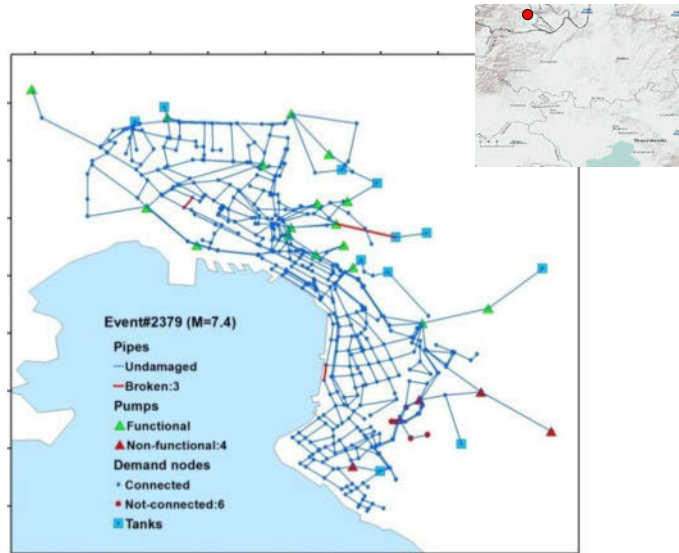 Event#2379 (M=7.4)
Pipes
Undamaged
Broken:3
Pumps
Functional
Non-functional:4
Demand nodes
Connected
Not-connected:6
Tanks